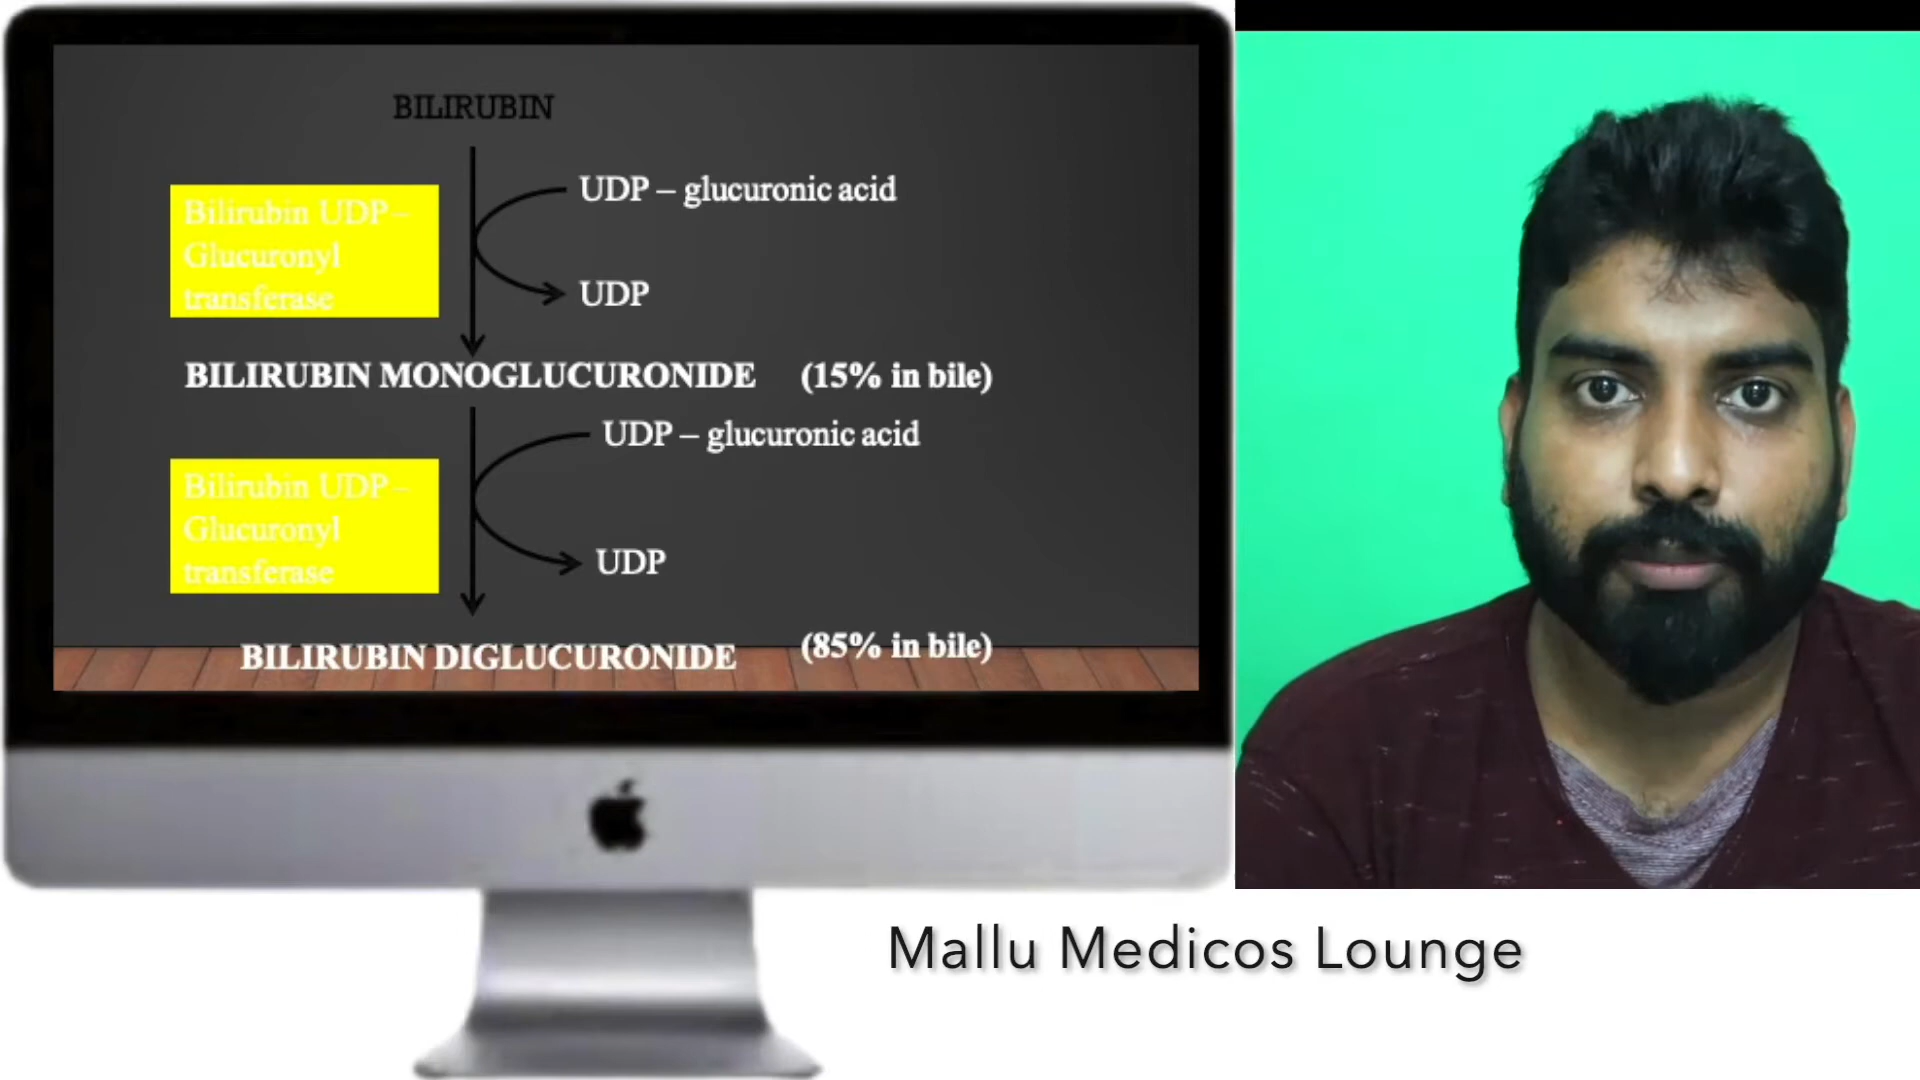 BILIRUBIN
UDP – glucuronic acid
Bilirubin UDP –
Glucuronyl
transferase
UDP
BILIRUBIN MONOGLUCURONIDE (15% in bile)
UDP – glucuronic acid
Bilirubin UDP –
Glucuronyl
transferase
UDP
BILIRUBIN DIGLUCURONIDE (85% in bile)
Mallu Medicos Lounge